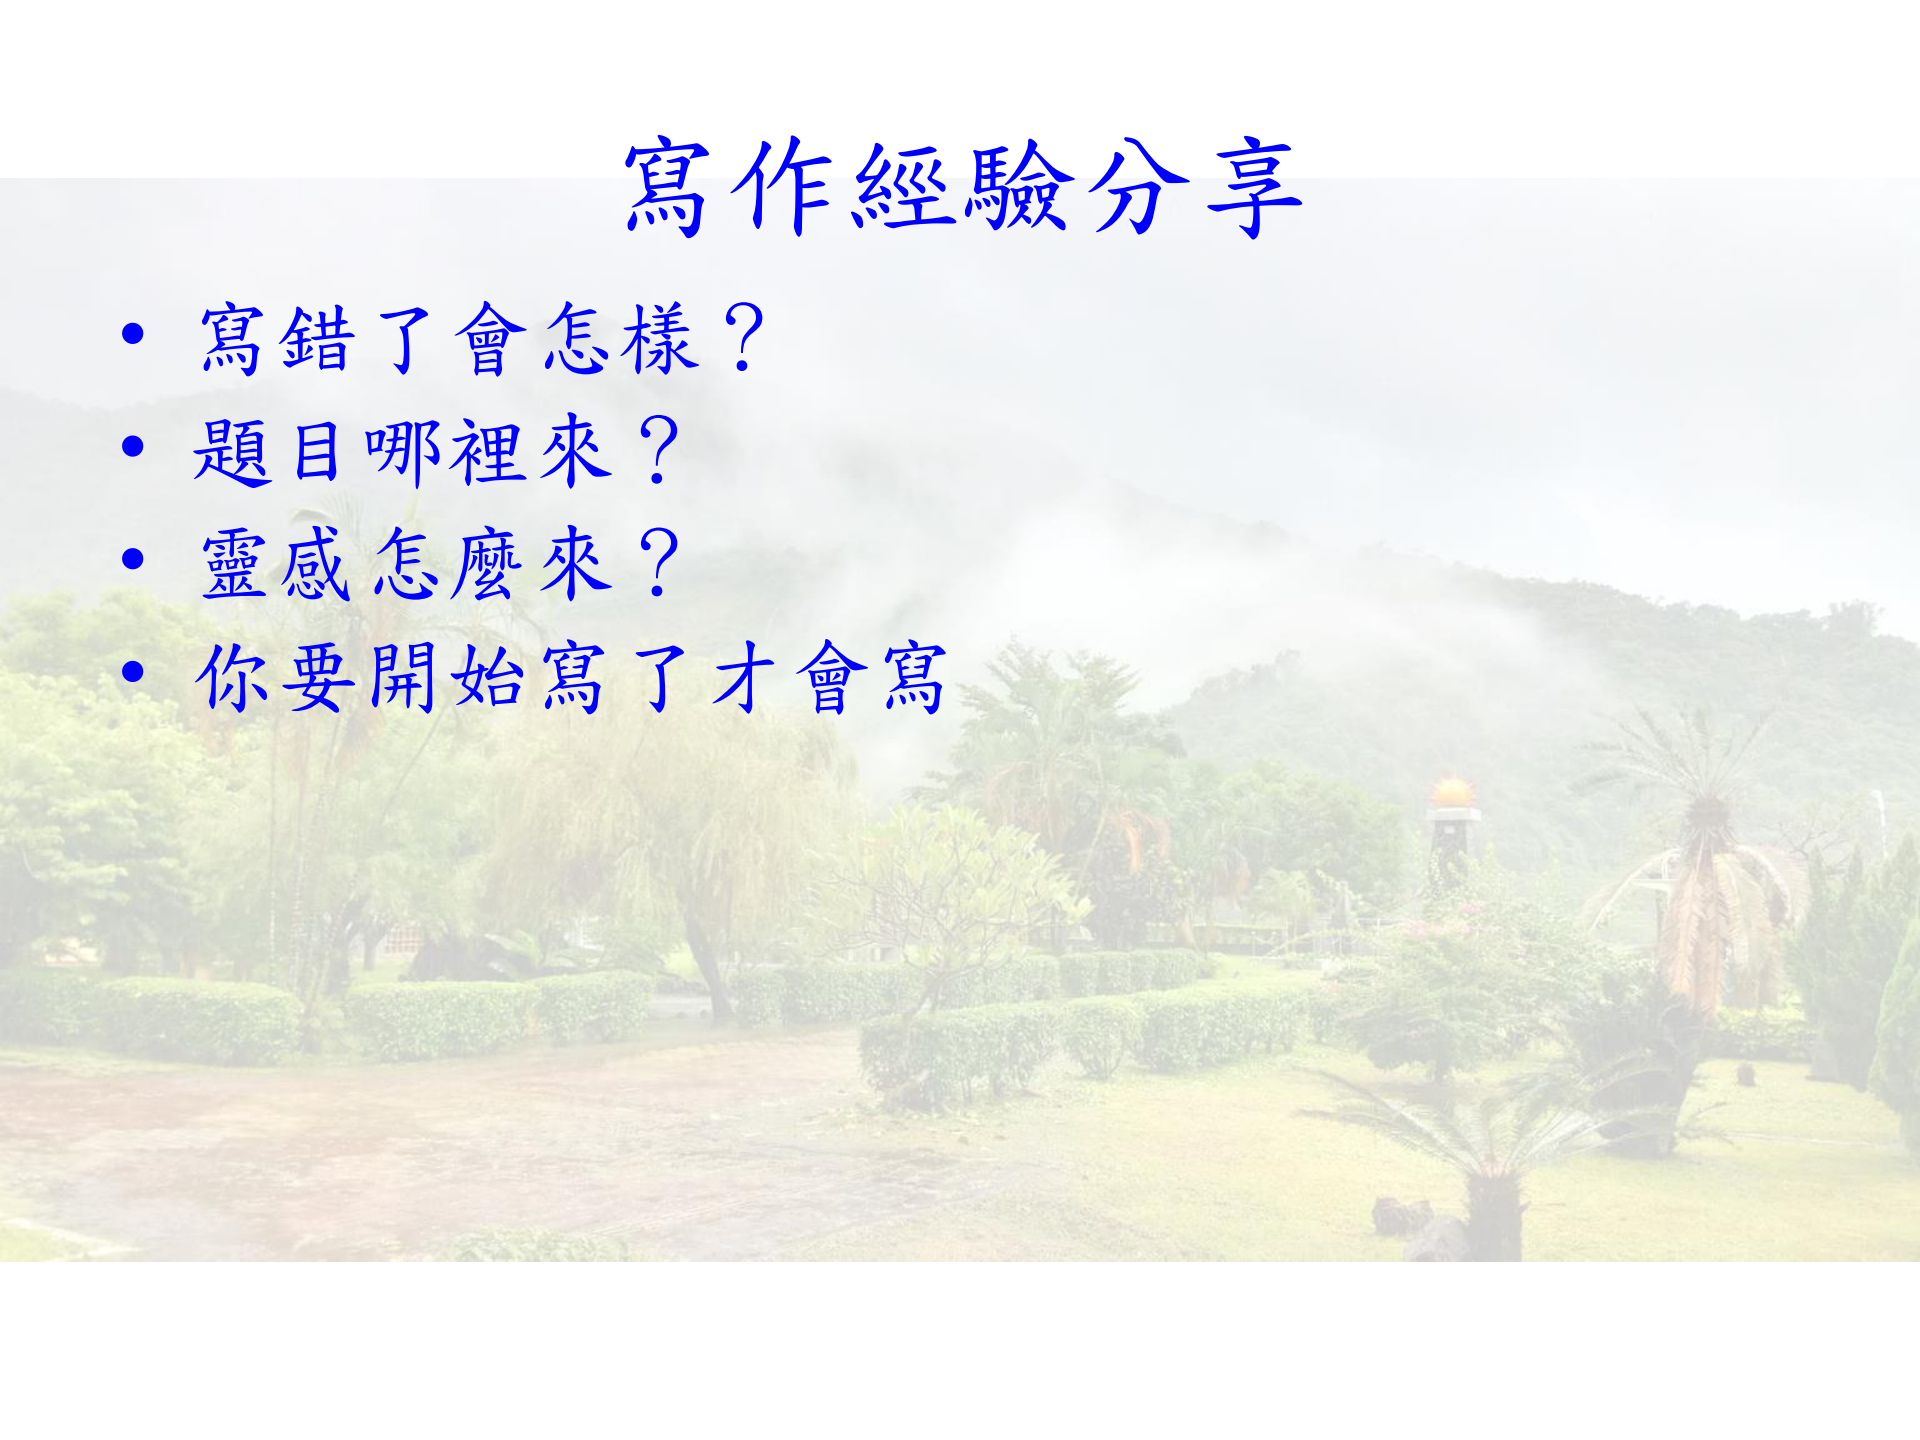 寫作經驗分享
• 寫錯了會怎樣？
• 題目哪裡來？
• 靈感怎麼來？
• 你要開始寫了才會寫